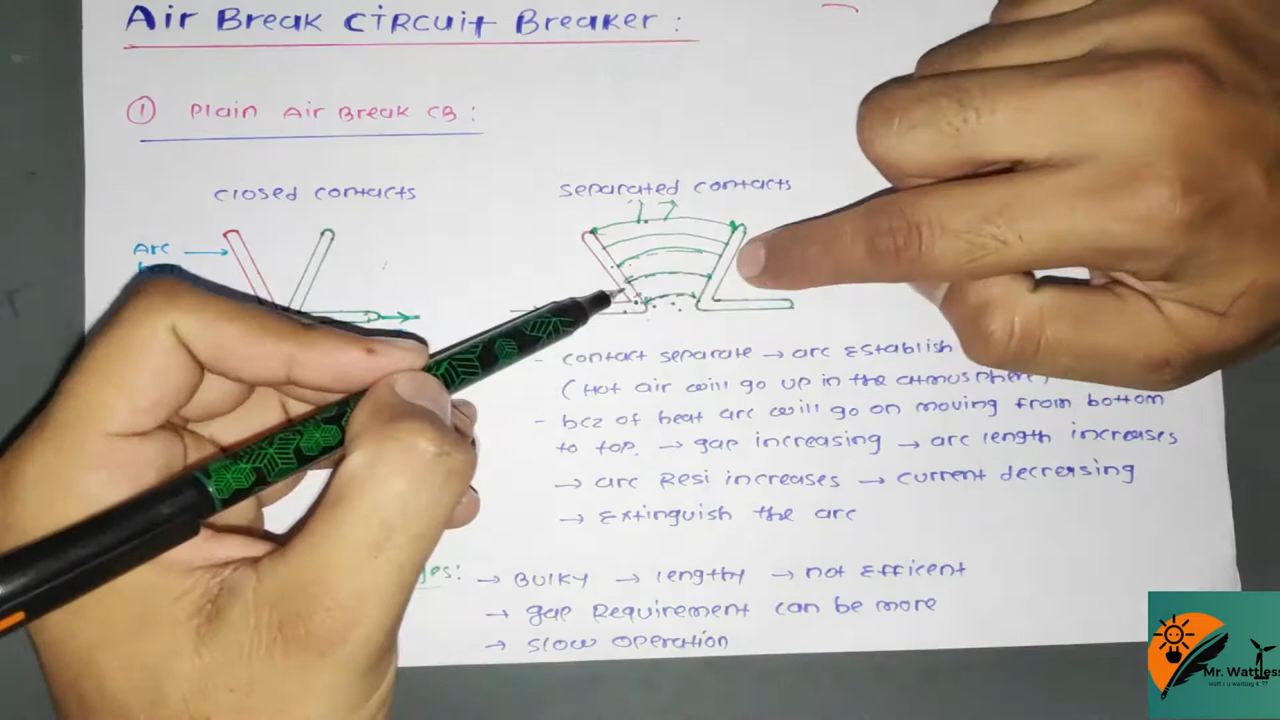 Air Break Circuit Breaker :
① Plain Air Break CB :
closed contacts
separated contacts
Arc
- contact separate → arc Establish
(Hot air will go up in the atmosphere)
- bcz of heat arc will go on moving from bottom
to top. → gap increasing → arc length increases
→ arc Resi increases → current decreasing
→ Extinguish the arc
→ BULKY → lengthy → not Efficent
→ gap Requirement can be more
→ slow operation
Mr. Wattless